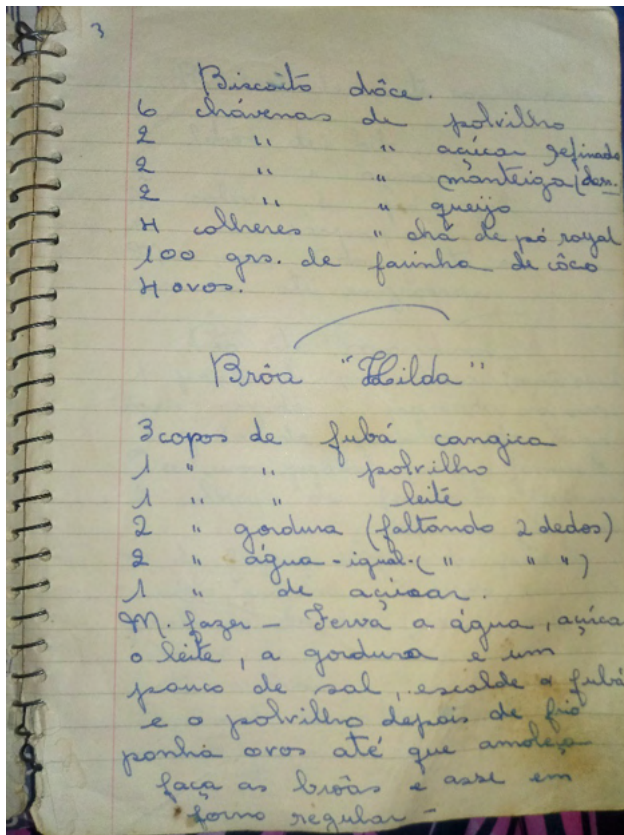 3
Biscoito dôce.
6 chávenas de polvilho
2 " " açúcar refinado
2 " " manteiga (derr.
2 " " queijo
4 colheres " chá de pó royal
100 grs. de farinha de côco
4 ovos.
Brôa "Hilda"
3 copos de fubá cangica
1 " " polvilho
1 " " leite
2 " gordura (faltando 2 dedos)
2 " água - igual - ( " " " )
1 " de açúcar.
M. fazer - Ferva a água, açúca
o leite, a gordura e um
pouco de sal, escalde o fubá
e o polvilho depois de frio
ponha ovos até que amoleça
faça as brôas e asse em
forno regular -